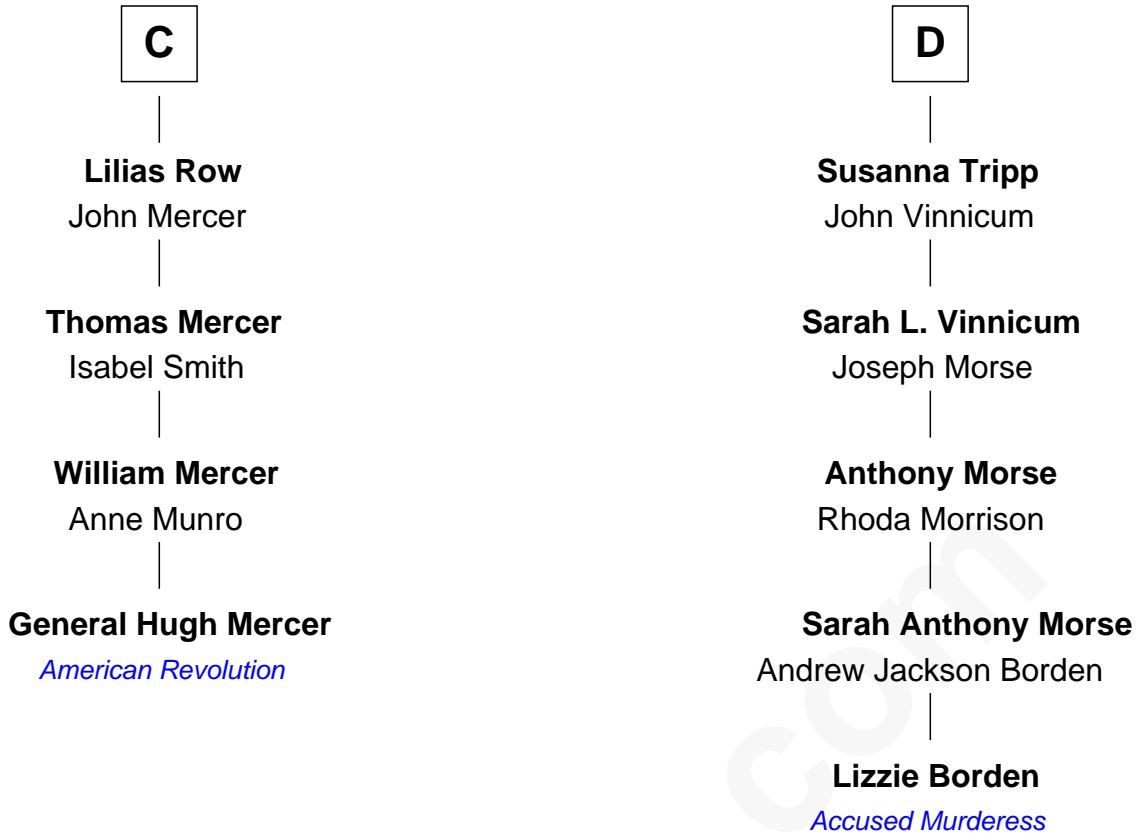 C
Lilias Row
John Mercer
Thomas Mercer
Isabel Smith
William Mercer
Anne Munro
General Hugh Mercer
American Revolution
D
Susanna Tripp
John Vinnicum
Sarah L. Vinnicum
Joseph Morse
Anthony Morse
Rhoda Morrison
Sarah Anthony Morse
Andrew Jackson Borden
Lizzie Borden
Accused Murderess
com